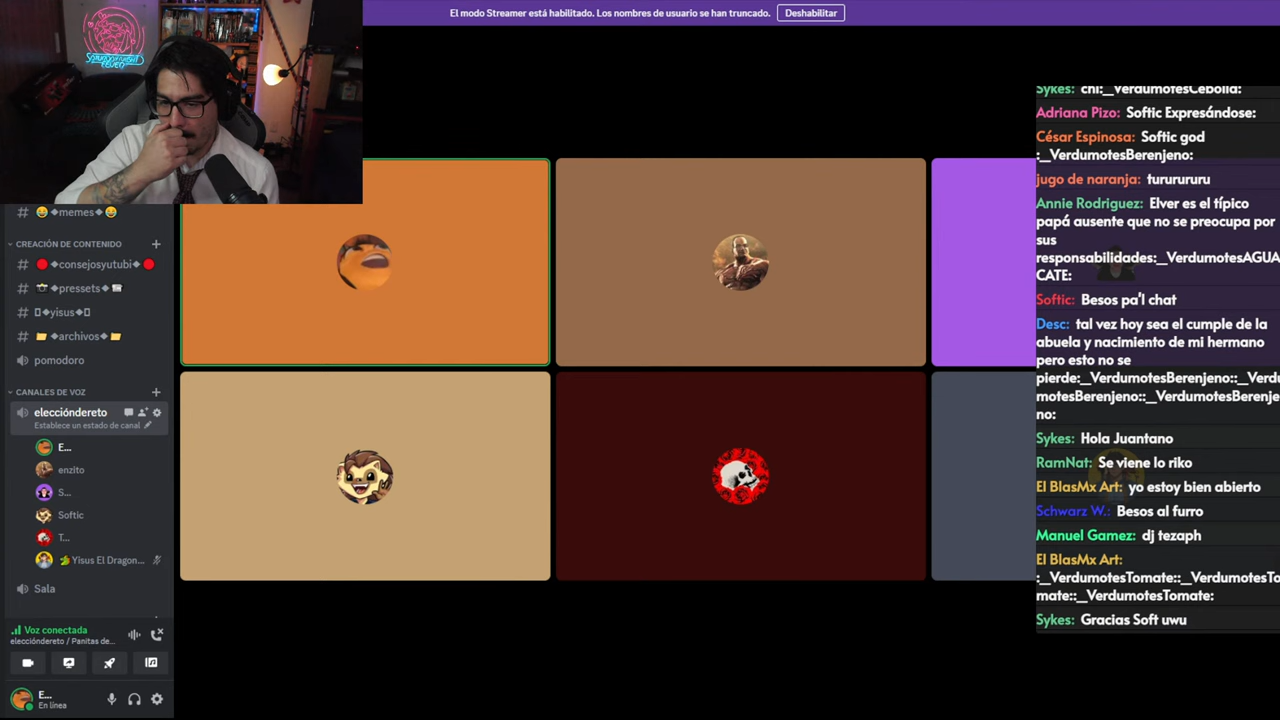 El modo Streamer está habilitado. Los nombres de usuario se han truncado.
Deshabilitar
◆memes◆
CREACIÓN DE CONTENIDO
◆consejosyutubi◆
◆pressets◆
◆yisus◆
◆archivos◆
pomodoro
CANALES DE VOZ
eleccióndereto
Establece un estado de canal
E...
enzito
S...
Softic
T...
Yisus El Dragon...
Sala
Voz conectada
eleccióndereto / Panitas de...
E...
En línea
Sykes: chi:_VerdumotesCebolla:
Adriana Pizo: Softic Expresándose:
César Espinosa: Softic god
:_VerdumotesBerenjeno:
jugo de naranja: tururururu
Annie Rodriguez: Elver es el típico
papá ausente que no se preocupa por
sus
responsabilidades:_VerdumotesAGUA
CATE:
Softic: Besos pa'l chat
Desc: tal vez hoy sea el cumple de la
abuela y nacimiento de mi hermano
pero esto no se
pierde:_VerdumotesBerenjeno::_Verdu
motesBerenjeno::_VerdumotesBerenje
no:
Sykes: Hola Juantano
RamNat: Se viene lo riko
El BlasMx Art: yo estoy bien abierto
Schwarz W.: Besos al furro
Manuel Gamez: dj tezaph
El BlasMx Art:
:_VerdumotesTomate::_VerdumotesTo
mate::_VerdumotesTomate:
Sykes: Gracias Soft uwu